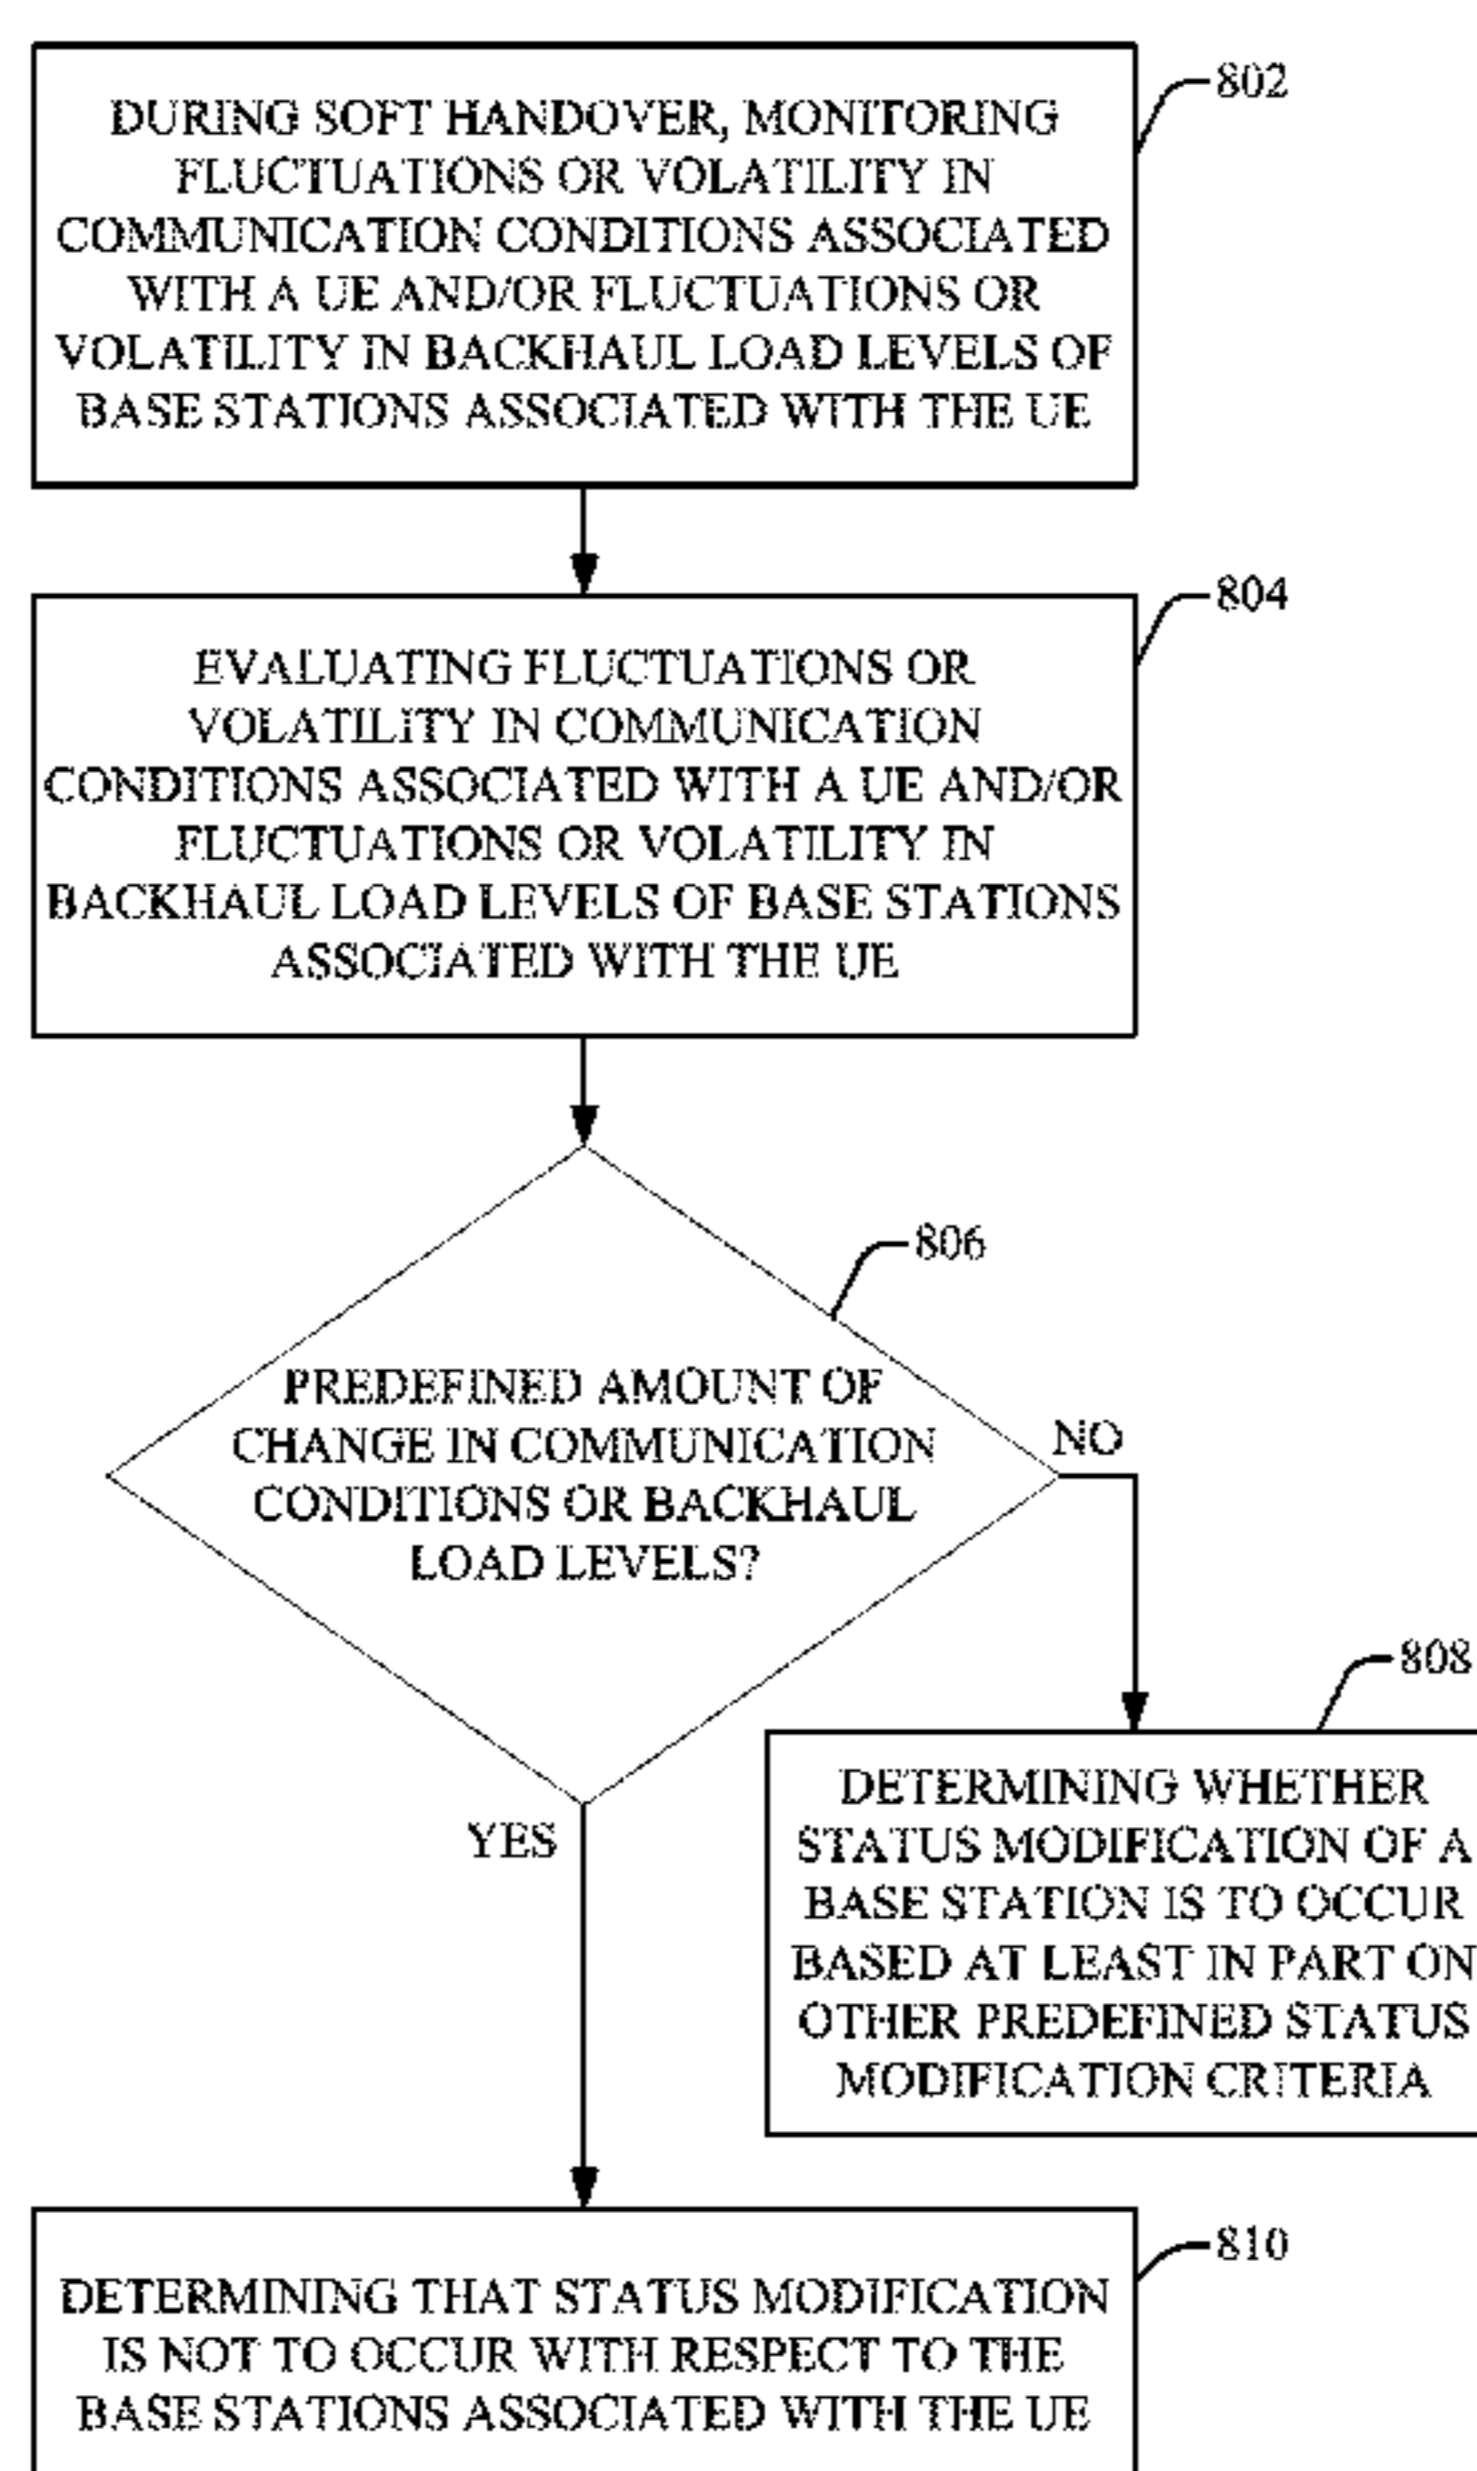 802
DURING SOFT HANDOVER, MONITORING
FLUCTUATIONS OR VOLATILITY IN
COMMUNICATION CONDITIONS ASSOCIATED
WITH A UE AND/OR FLUCTUATIONS OR
VOLATILITY IN BACKHAUL LOAD LEVELS OF
BASE STATIONS ASSOCIATED WITH THE UE
804
EVALUATING FLUCTUATIONS OR
VOLATILITY IN COMMUNICATION
CONDITIONS ASSOCIATED WITH A UE AND/OR
FLUCTUATIONS OR VOLATILITY IN
BACKHAUL LOAD LEVELS OF BASE STATIONS
ASSOCIATED WITH THE UE
806
PREDEFINED AMOUNT OF
CHANGE IN COMMUNICATION
CONDITIONS OR BACKHAUL
LOAD LEVELS?
NO
808
DETERMINING WHETHER
STATUS MODIFICATION OF A
BASE STATION IS TO OCCUR
BASED AT LEAST IN PART ON
OTHER PREDEFINED STATUS
MODIFICATION CRITERIA
YES
810
DETERMINING THAT STATUS MODIFICATION
IS NOT TO OCCUR WITH RESPECT TO THE
BASE STATIONS ASSOCIATED WITH THE UE